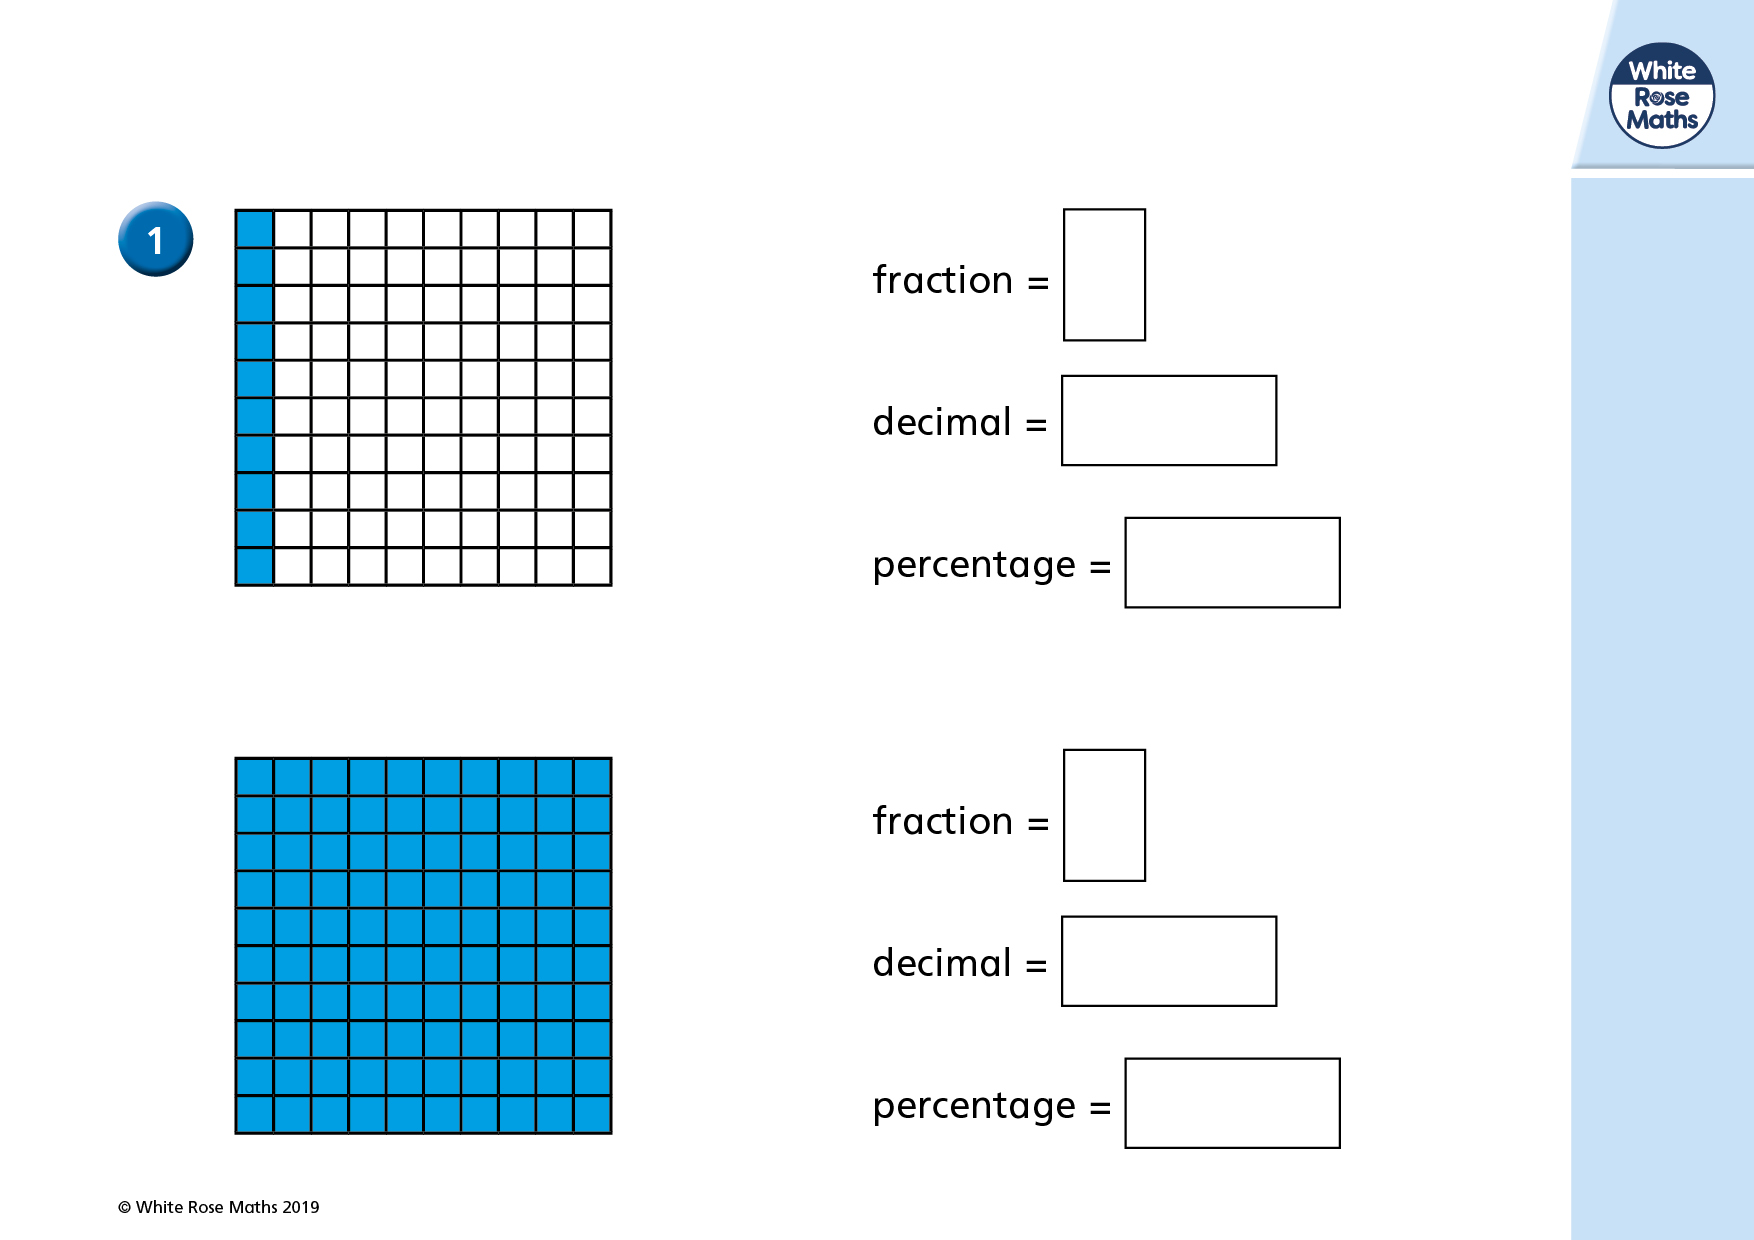 White
Rose
Maths
1
fraction =
decimal =
percentage =
fraction =
decimal =
percentage =
© White Rose Maths 2019